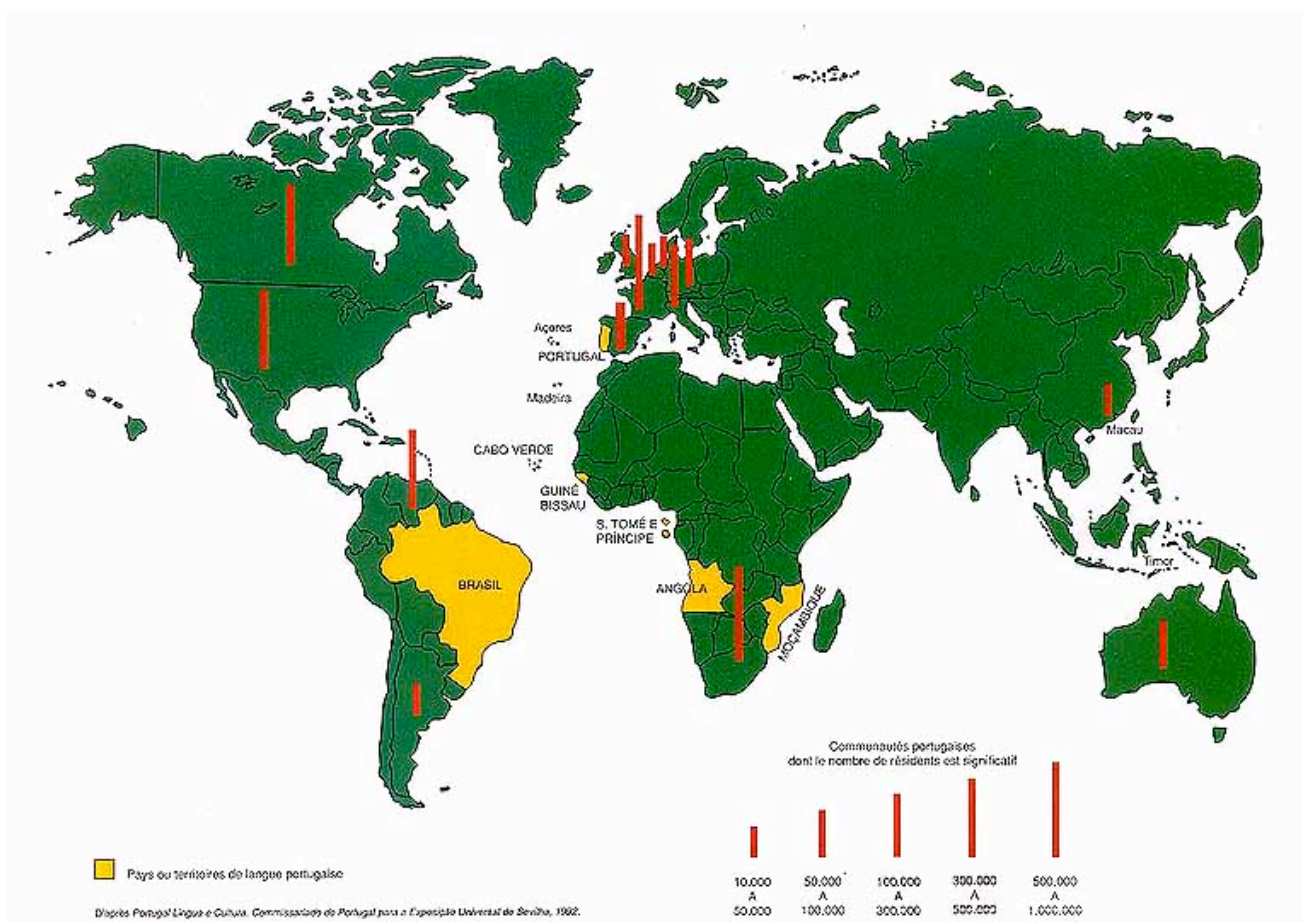 Açores
PORTUGAL
Madeira
CABO VERDE
GUINÉ
BISSAU
S. TOMÉ E
PRÍNCIPE
BRASIL
ANGOLA
MOÇAMBIQUE
Macau
Timor
Communautés portugaises
dont le nombre de résidents est significatif
10.000 50.000 100.000 300.000 500.000
A A A A A
50.000 100.000 300.000 500.000 1.000.000
Pays ou territoires de langue portugaise
D'après Portugal Lingua e Cultura, Commissariado de Portugal para a Exposição Universal de Sevilha, 1992.